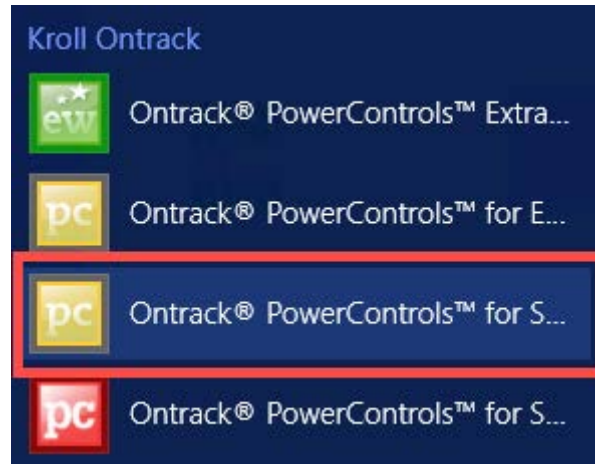 Kroll Ontrack
ew
Ontrack® PowerControls™ Extra...
pc
Ontrack® PowerControls™ for E...
pc
Ontrack® PowerControls™ for S...
pc
Ontrack® PowerControls™ for S...